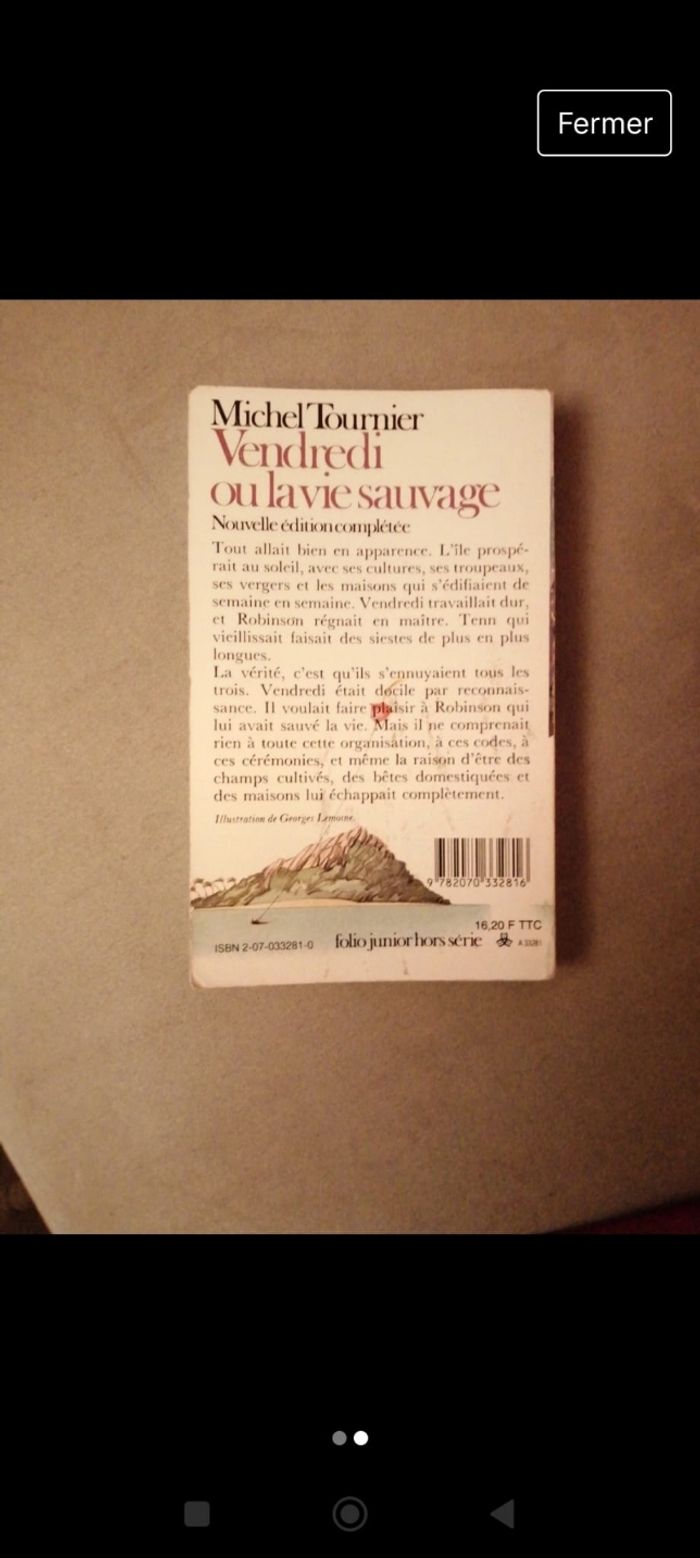 Fermer
Michel Tournier
Vendredi
ou la vie sauvage
Nouvelle édition complétée
Tout allait bien en apparence. L'île prospé-
rait au soleil, avec ses cultures, ses troupeaux,
ses vergers et les maisons qui s'édifiaient de
semaine en semaine. Vendredi travaillait dur,
et Robinson régnait en maître. Tenn qui
vieillissait faisait des siestes de plus en plus
longues.
La vérité, c'est qu'ils s'ennuyaient tous les
trois. Vendredi était docile par reconnais-
sance. Il voulait faire plaisir à Robinson qui
lui avait sauvé la vie. Mais il ne comprenait
rien à toute cette organisation, à ces codes, à
ces cérémonies, et même la raison d'être des
champs cultivés, des bêtes domestiquées et
des maisons lui échappait complètement.
Illustration de Georges Lemoine.
9 782070 332816
16,20 F TTC
ISBN 2-07-033281-0 folio junior hors série A 33281